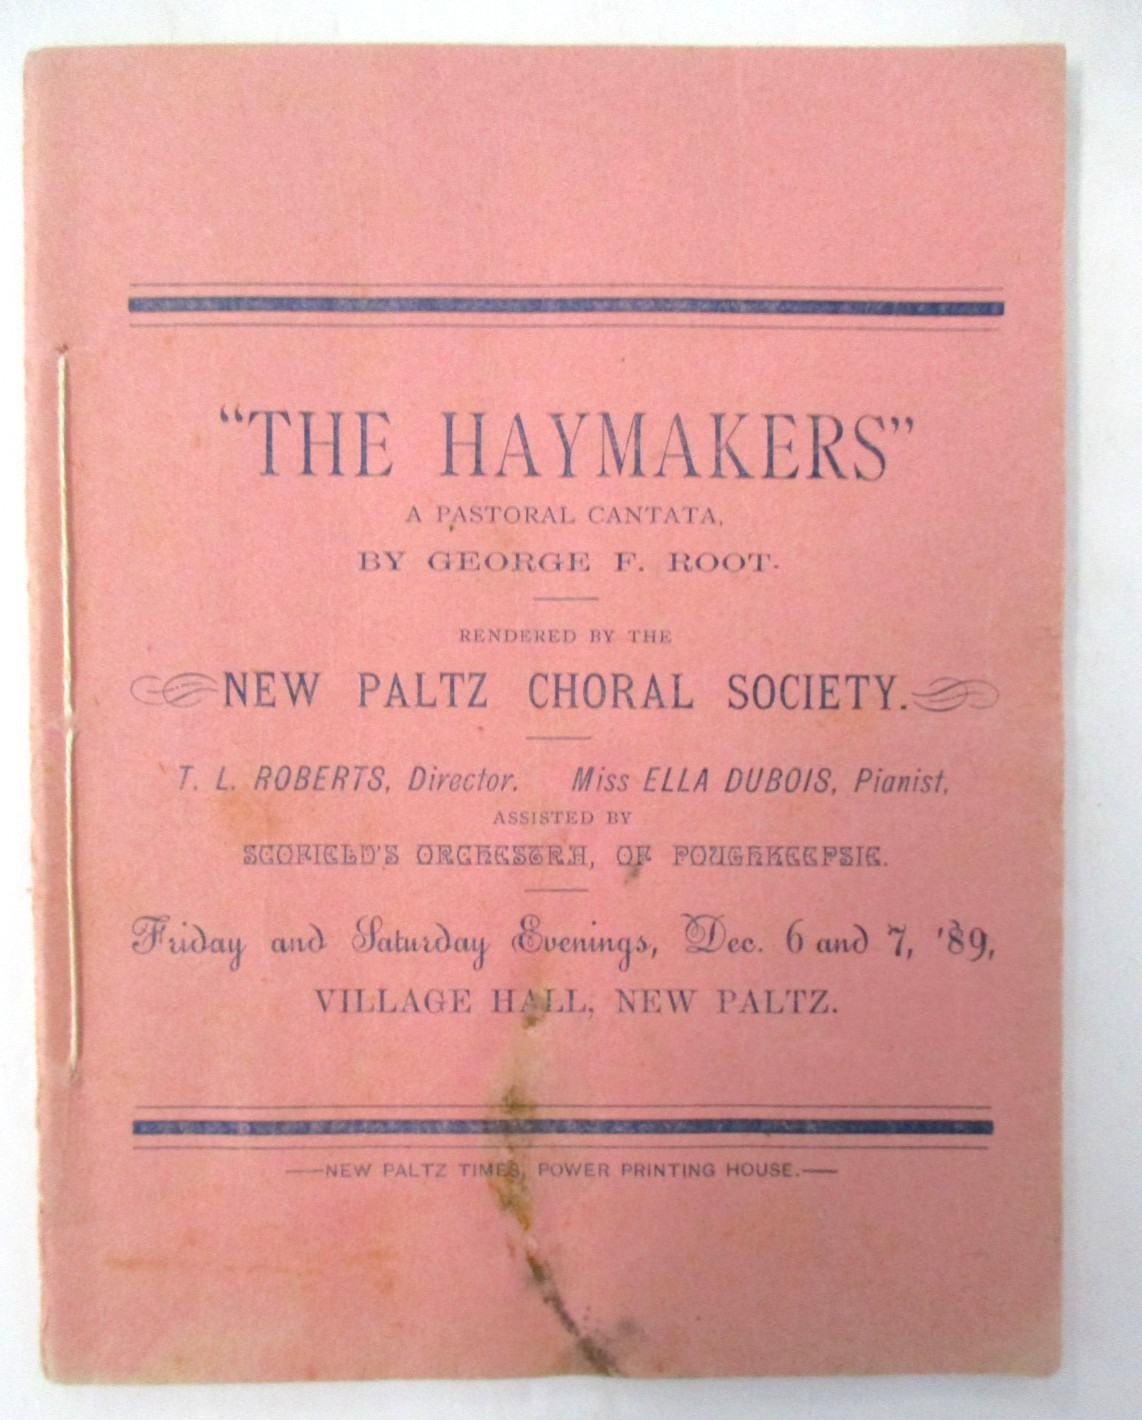 "THE HAYMAKERS"
A PASTORAL CANTATA,
BY GEORGE F. ROOT.
RENDERED BY THE
NEW PALTZ CHORAL SOCIETY.
T. L. ROBERTS, Director. Miss ELLA DUBOIS, Pianist,
ASSISTED BY
SCOFIELD'S ORCHESTRA, OF POUGHKEEPSIE.
Friday and Saturday Evenings, Dec. 6 and 7, '89,
VILLAGE HALL, NEW PALTZ.
—NEW PALTZ TIMES, POWER PRINTING HOUSE.—